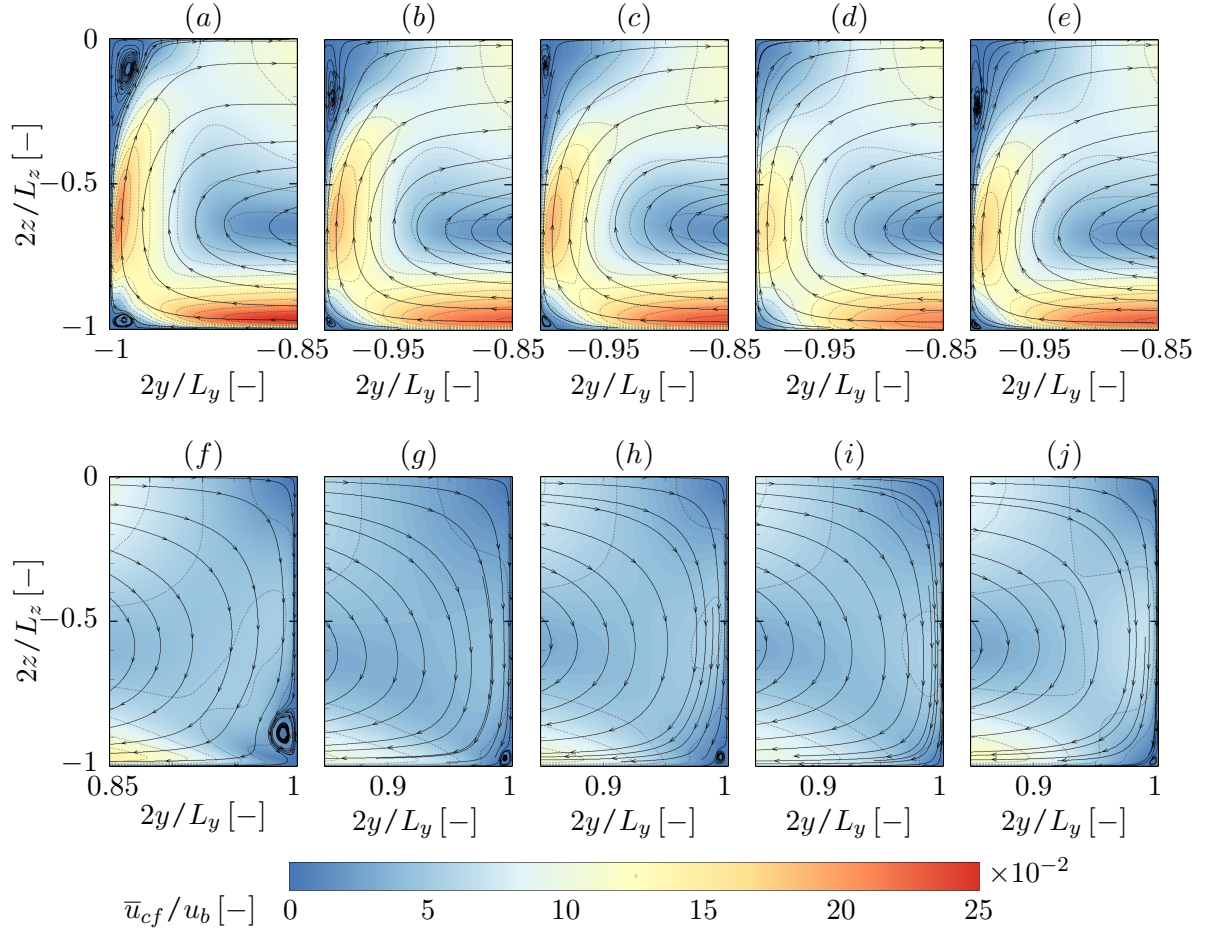 (a) (b) (c) (d) (e)
0
−0.5
−1
2z/L_z [−]
−1 −0.85 −0.95 −0.85 −0.95 −0.85 −0.95 −0.85 −0.95 −0.85
2y/L_y [−] 2y/L_y [−] 2y/L_y [−] 2y/L_y [−] 2y/L_y [−]
(f) (g) (h) (i) (j)
0
−0.5
−1
2z/L_z [−]
0.85 1 0.9 1 0.9 1 0.9 1 0.9 1
2y/L_y [−] 2y/L_y [−] 2y/L_y [−] 2y/L_y [−] 2y/L_y [−]
×10⁻²
u̅_cf/u_b [−] 0 5 10 15 20 25